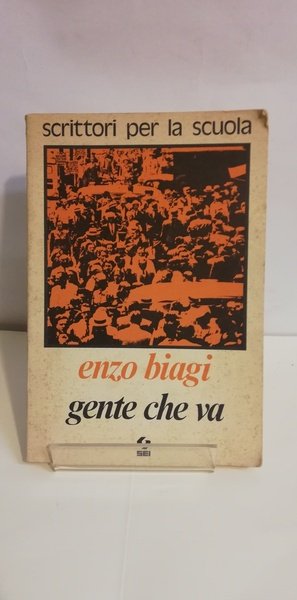 scrittori per la scuola
enzo biagi
gente che va
SEI